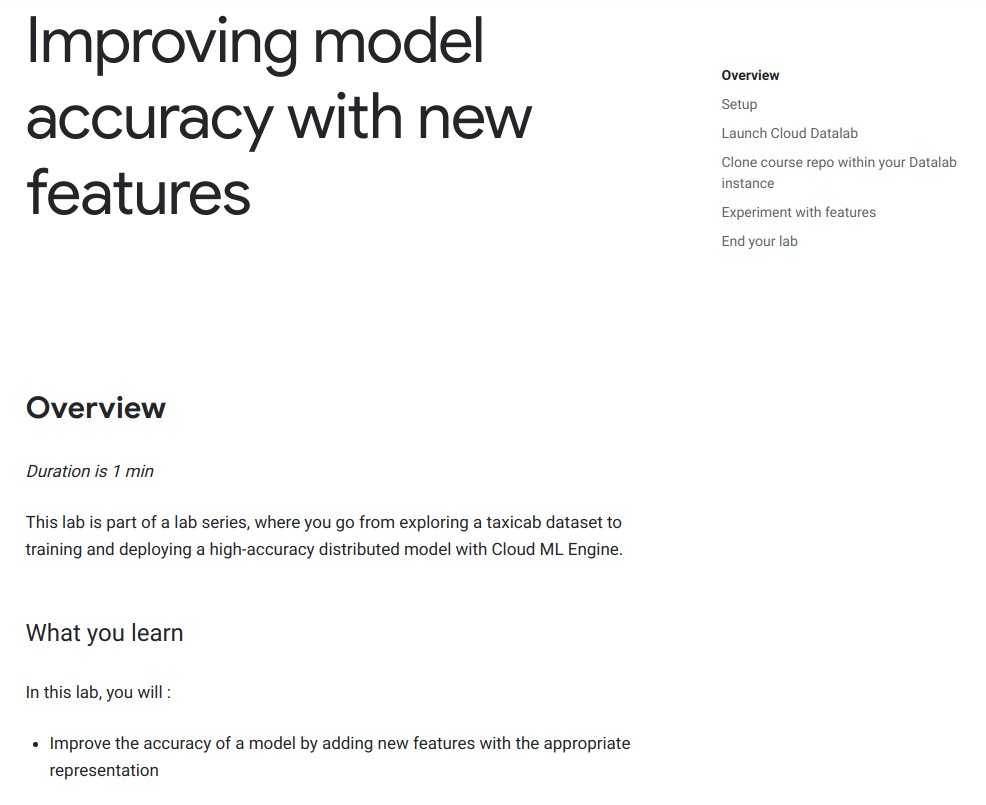 Improving model
accuracy with new
features
Overview
Setup
Launch Cloud Datalab
Clone course repo within your Datalab
instance
Experiment with features
End your lab
Overview
Duration is 1 min
This lab is part of a lab series, where you go from exploring a taxicab dataset to
training and deploying a high-accuracy distributed model with Cloud ML Engine.
What you learn
In this lab, you will :
• Improve the accuracy of a model by adding new features with the appropriate
representation